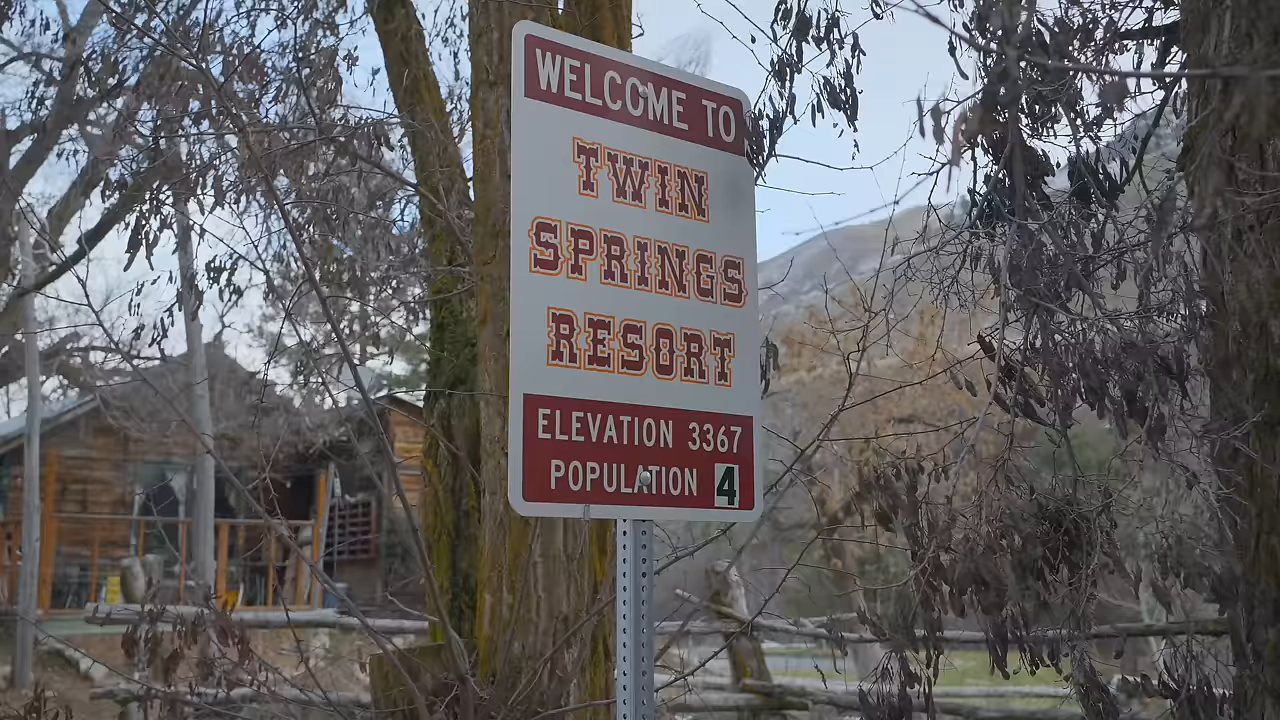 WELCOME TO
TWIN
SPRINGS
RESORT
ELEVATION 3367
POPULATION 4